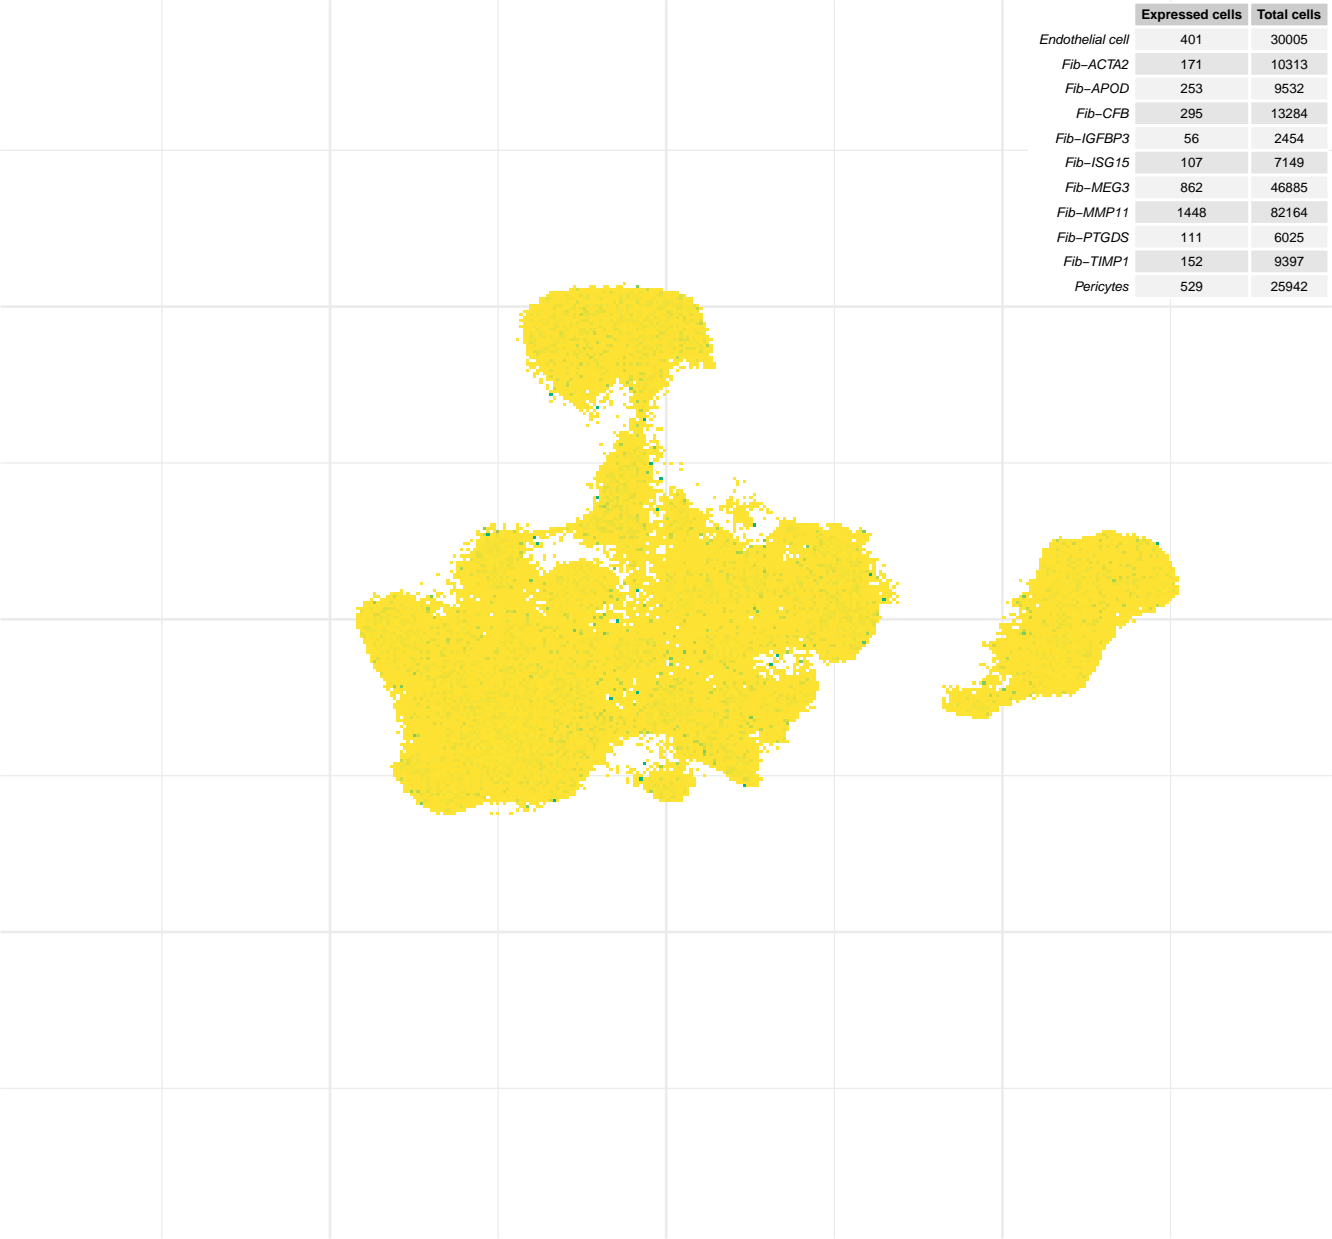 Expressed cells Total cells
Endothelial cell 401 30005
Fib−ACTA2 171 10313
Fib−APOD 253 9532
Fib−CFB 295 13284
Fib−IGFBP3 56 2454
Fib−ISG15 107 7149
Fib−MEG3 862 46885
Fib−MMP11 1448 82164
Fib−PTGDS 111 6025
Fib−TIMP1 152 9397
Pericytes 529 25942